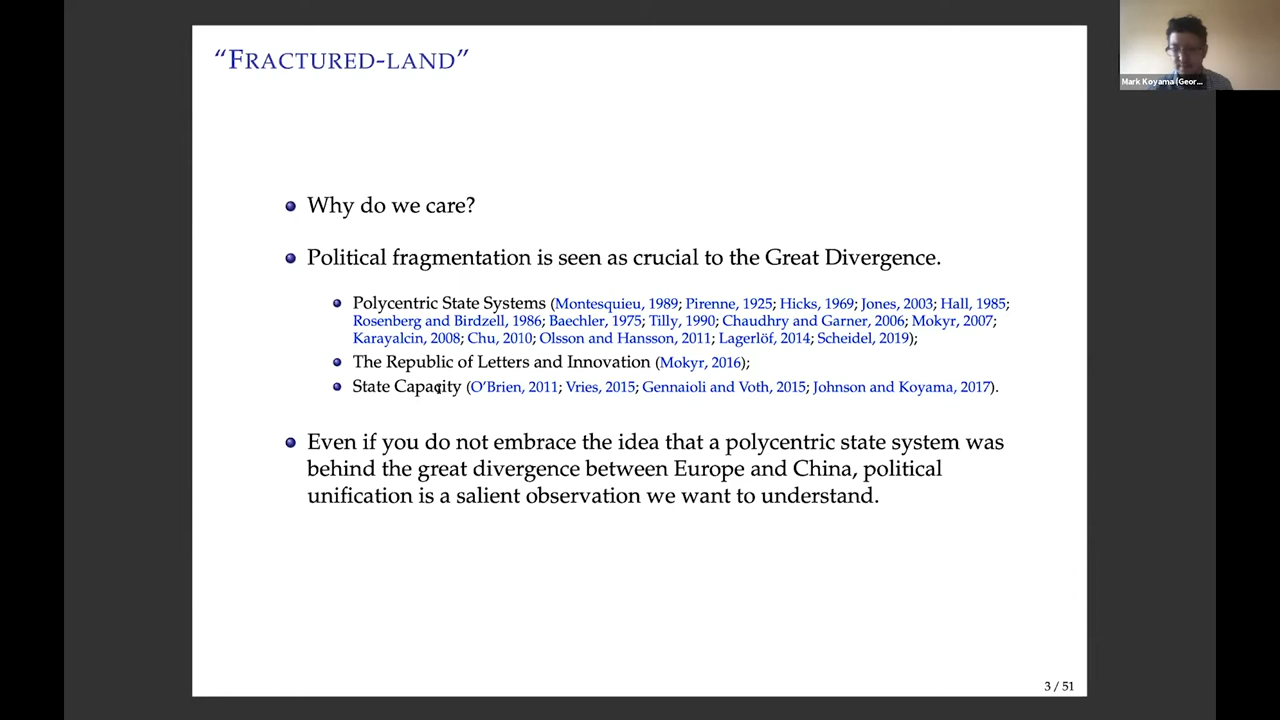 “FRACTURED-LAND”
Mark Koyama (Geor...
Why do we care?
Political fragmentation is seen as crucial to the Great Divergence.
Polycentric State Systems (Montesquieu, 1989; Pirenne, 1925; Hicks, 1969; Jones, 2003; Hall, 1985;
Rosenberg and Birdzell, 1986; Baechler, 1975; Tilly, 1990; Chaudhry and Garner, 2006; Mokyr, 2007;
Karayalcin, 2008; Chu, 2010; Olsson and Hansson, 2011; Lagerlöf, 2014; Scheidel, 2019);
The Republic of Letters and Innovation (Mokyr, 2016);
State Capacity (O’Brien, 2011; Vries, 2015; Gennaioli and Voth, 2015; Johnson and Koyama, 2017).
Even if you do not embrace the idea that a polycentric state system was
behind the great divergence between Europe and China, political
unification is a salient observation we want to understand.
3 / 51